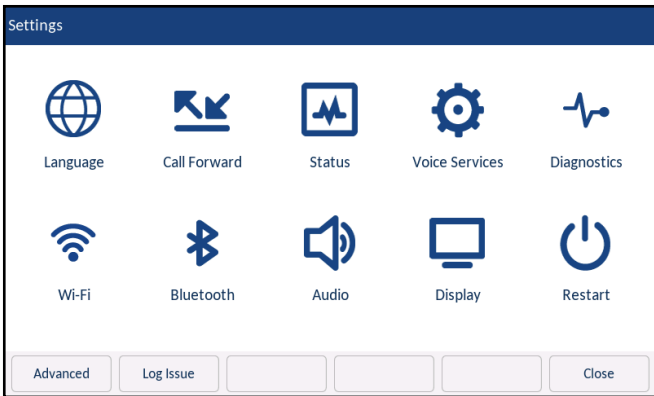 Settings
Language Call Forward Status Voice Services Diagnostics
Wi-Fi Bluetooth Audio Display Restart
Advanced Log Issue Close